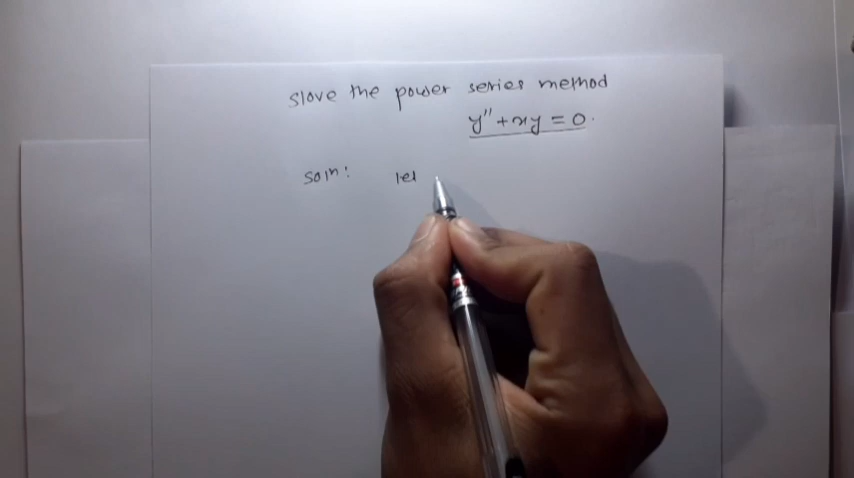 slove the power series method
y'' + xy = 0.
soln: let